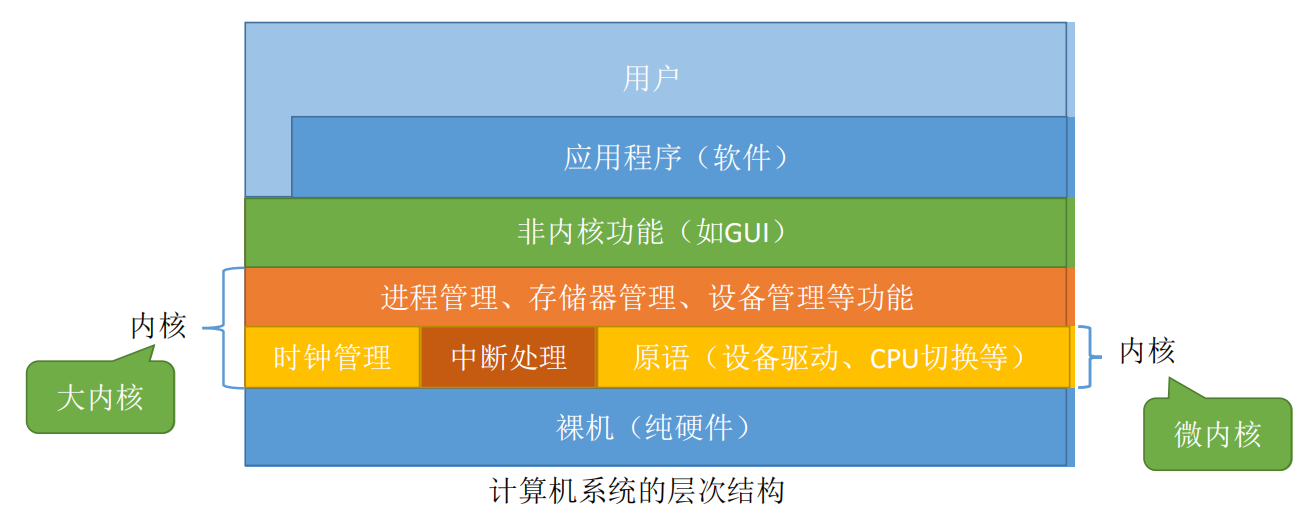 用户
应用程序（软件）
非内核功能（如GUI）
进程管理、存储器管理、设备管理等功能
内核
大内核
时钟管理
中断处理
原语（设备驱动、CPU切换等）
内核
微内核
裸机（纯硬件）
计算机系统的层次结构